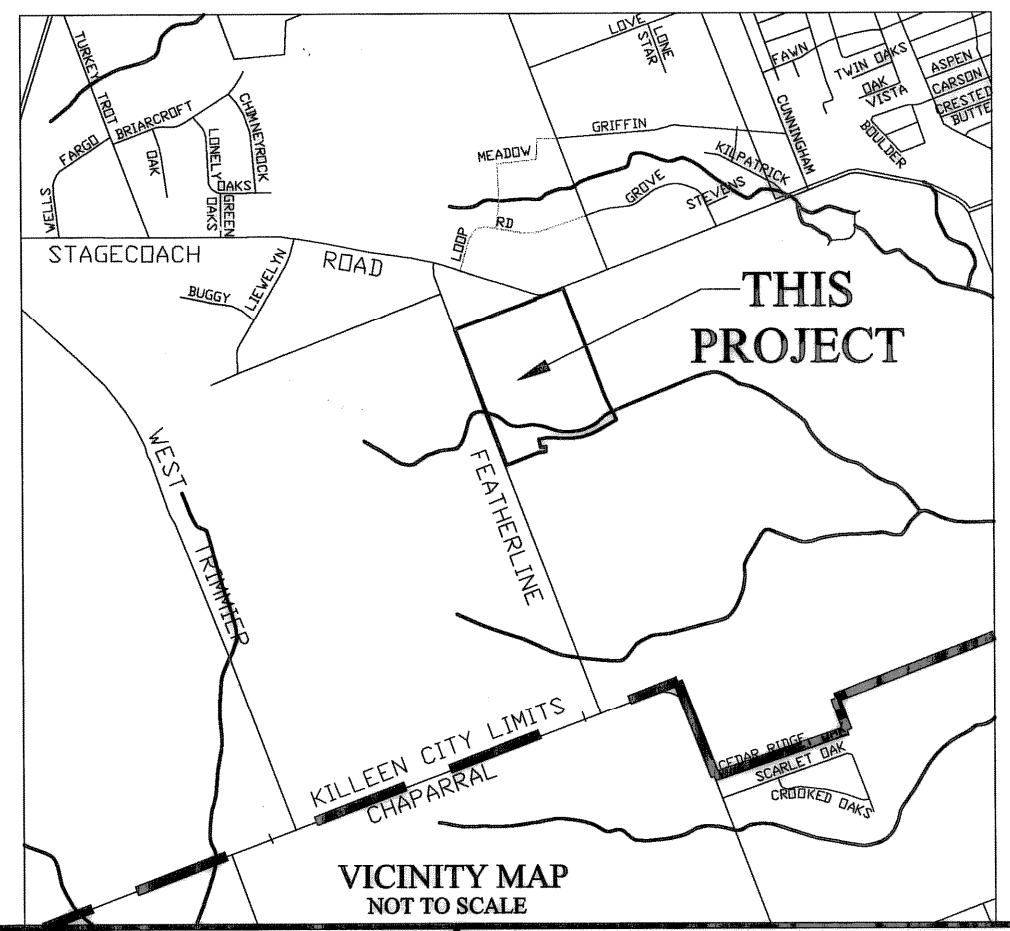 TURKEY TROT
LOVE
LONE
STAR
FAWN
TWIN OAKS
OAK
VISTA
ASPEN
CARSON
CRESTED
BUTTE
BOULDER
CUNNINGHAM
FARGO
BRIARCROFT
CHIMNEYROCK
OAK
LONELY
OAKS
GREEN
OAKS
WELLS
GRIFFIN
MEADOW
KILPATRICK
GROVE
STEVENS
LOOP
RD
STAGECOACH
ROAD
BUGGY
LIEWELYN
THIS
PROJECT
WEST TRIMMIER
FEATHERLINE
KILLEEN CITY LIMITS
CHAPARRAL
CEDAR RIDGE
SCARLET OAK
CROOKED OAKS
VICINITY MAP
NOT TO SCALE